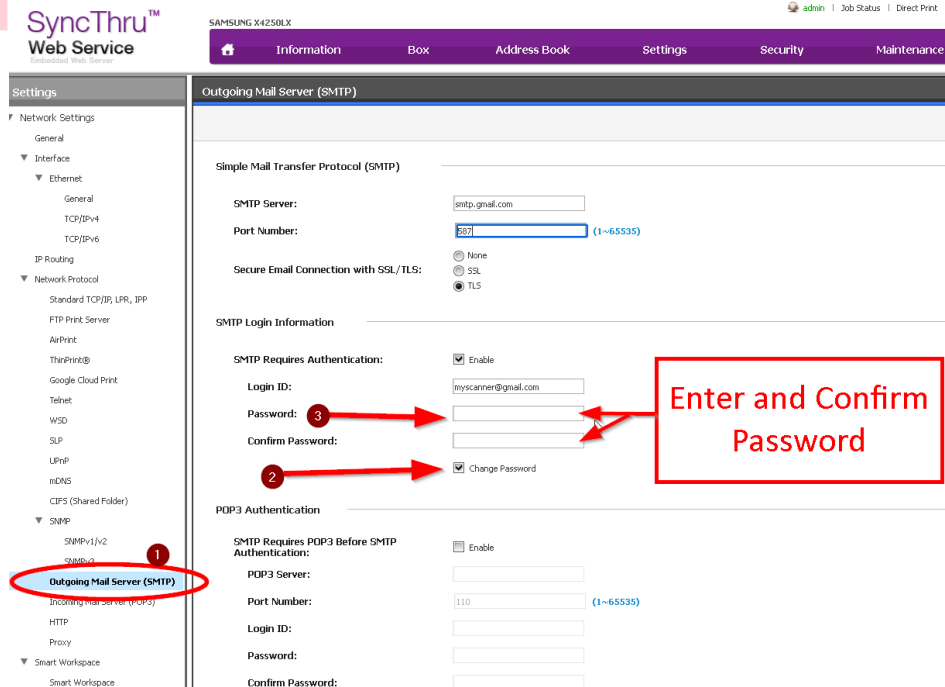 admin | Job Status | Direct Print
SyncThru™
Web Service
Embedded Web Server
SAMSUNG X4250LX
Information Box Address Book Settings Security Maintenance
Settings
Outgoing Mail Server (SMTP)
Network Settings
General
Interface
Ethernet
General
TCP/IPv4
TCP/IPv6
IP Routing
Network Protocol
Standard TCP/IP, LPR, IPP
FTP Print Server
AirPrint
ThinPrint®
Google Cloud Print
Telnet
WSD
SLP
UPnP
mDNS
CIFS (Shared Folder)
SNMP
SNMPv1/v2
SNMPv3
1
Outgoing Mail Server (SMTP)
Incoming Mail Server (POP3)
HTTP
Proxy
Smart Workspace
Smart Workspace
Simple Mail Transfer Protocol (SMTP)
SMTP Server: smtp.gmail.com
Port Number: 587 (1~65535)
Secure Email Connection with SSL/TLS:
None
SSL
TLS
SMTP Login Information
SMTP Requires Authentication: Enable
Login ID: myscanner@gmail.com
Password: 3
Confirm Password:
2 Change Password
Enter and Confirm
Password
POP3 Authentication
SMTP Requires POP3 Before SMTP
Authentication: Enable
POP3 Server:
Port Number: 110 (1~65535)
Login ID:
Password:
Confirm Password: